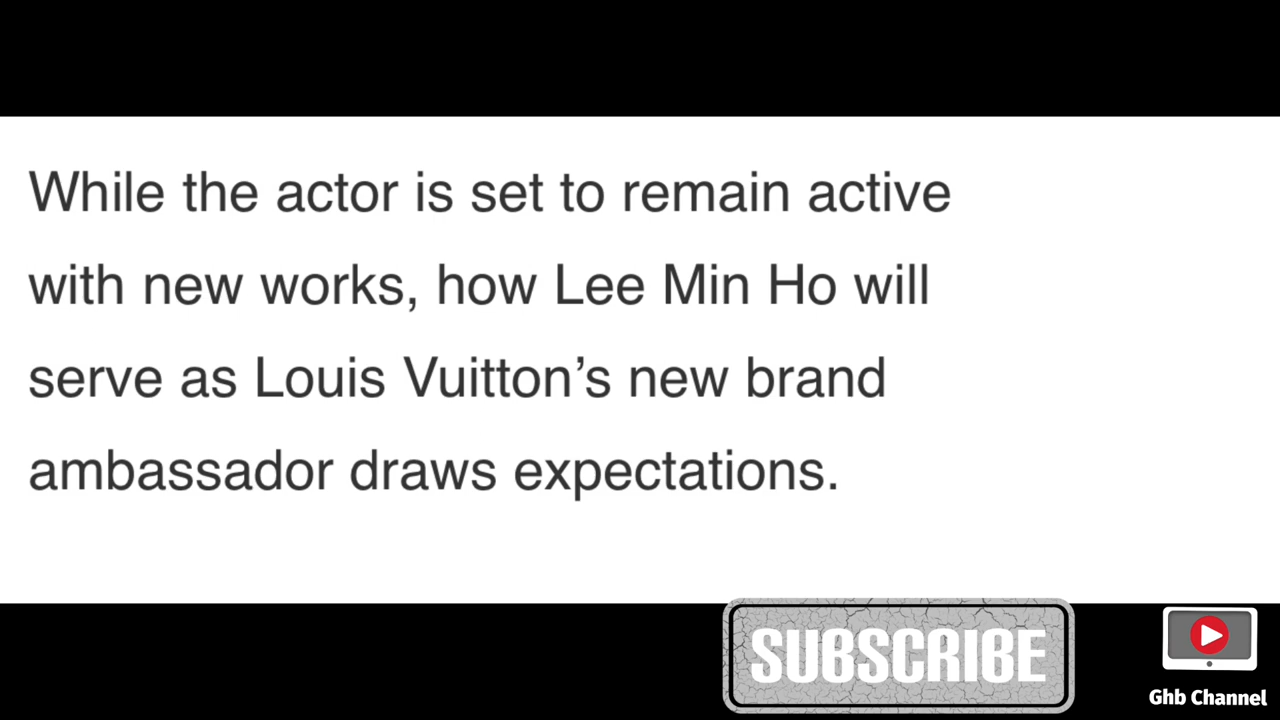 While the actor is set to remain active
with new works, how Lee Min Ho will
serve as Louis Vuitton’s new brand
ambassador draws expectations.
SUBSCRIBE
Ghb Channel